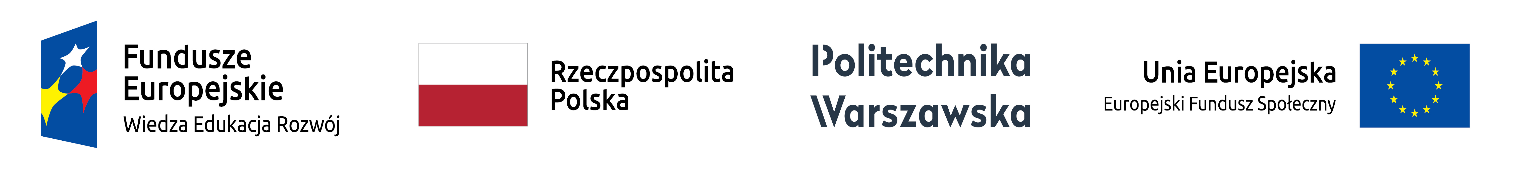 Fundusze
Europejskie
Wiedza Edukacja Rozwój
Rzeczpospolita
Polska
Politechnika
Warszawska
Unia Europejska
Europejski Fundusz Społeczny